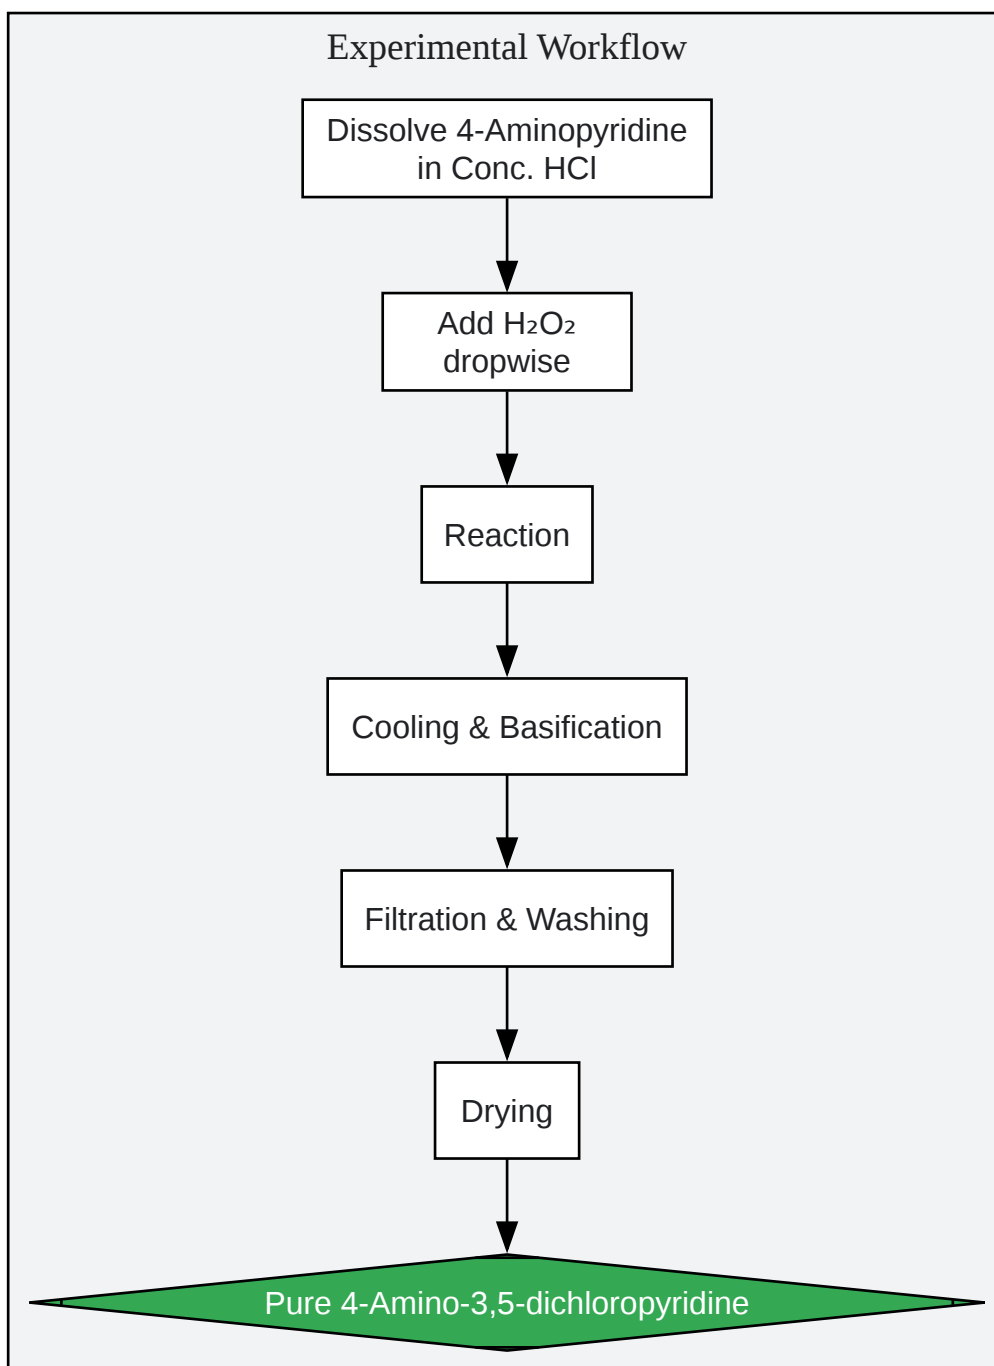 Experimental Workflow
Dissolve 4-Aminopyridine
in Conc. HCl
Add H₂O₂
dropwise
Reaction
Cooling & Basification
Filtration & Washing
Drying
Pure 4-Amino-3,5-dichloropyridine